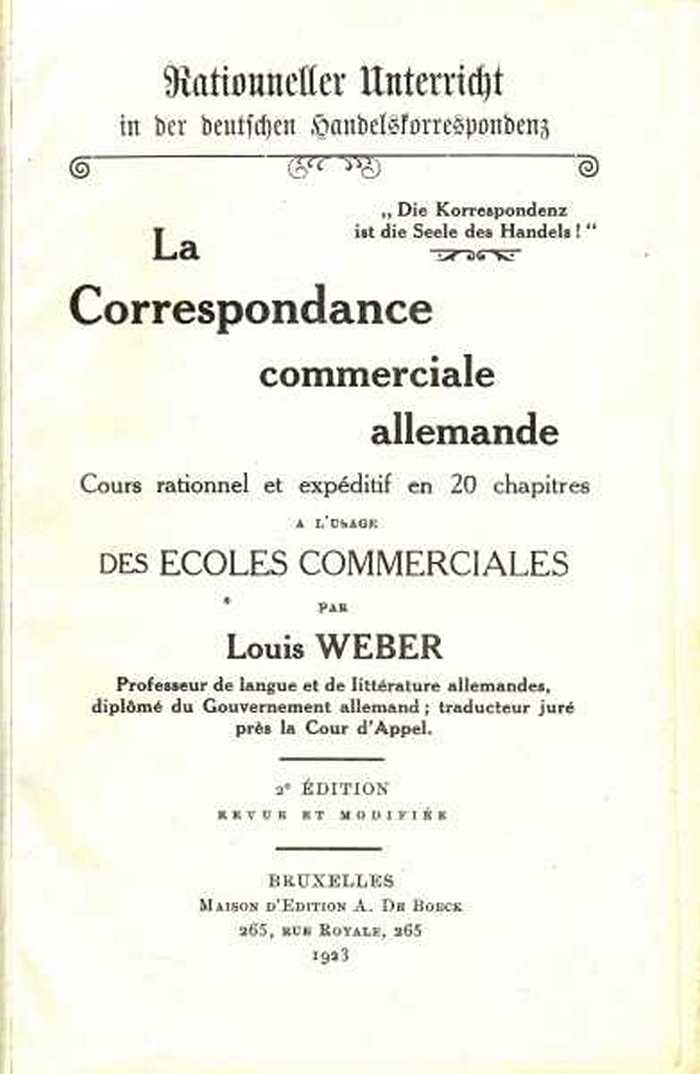 Rationneller Unterricht
in der deutschen Handelskorrespondenz
„Die Korrespondenz
ist die Seele des Handels!“
La
Correspondance
commerciale
allemande
Cours rationnel et expéditif en 20 chapitres
A L'USAGE
DES ECOLES COMMERCIALES
PAR
Louis WEBER
Professeur de langue et de littérature allemandes,
diplômé du Gouvernement allemand; traducteur juré
près la Cour d'Appel.
2e ÉDITION
REVUE ET MODIFIÉE
BRUXELLES
MAISON D'EDITION A. DE BOECK
265, RUE ROYALE, 265
1923